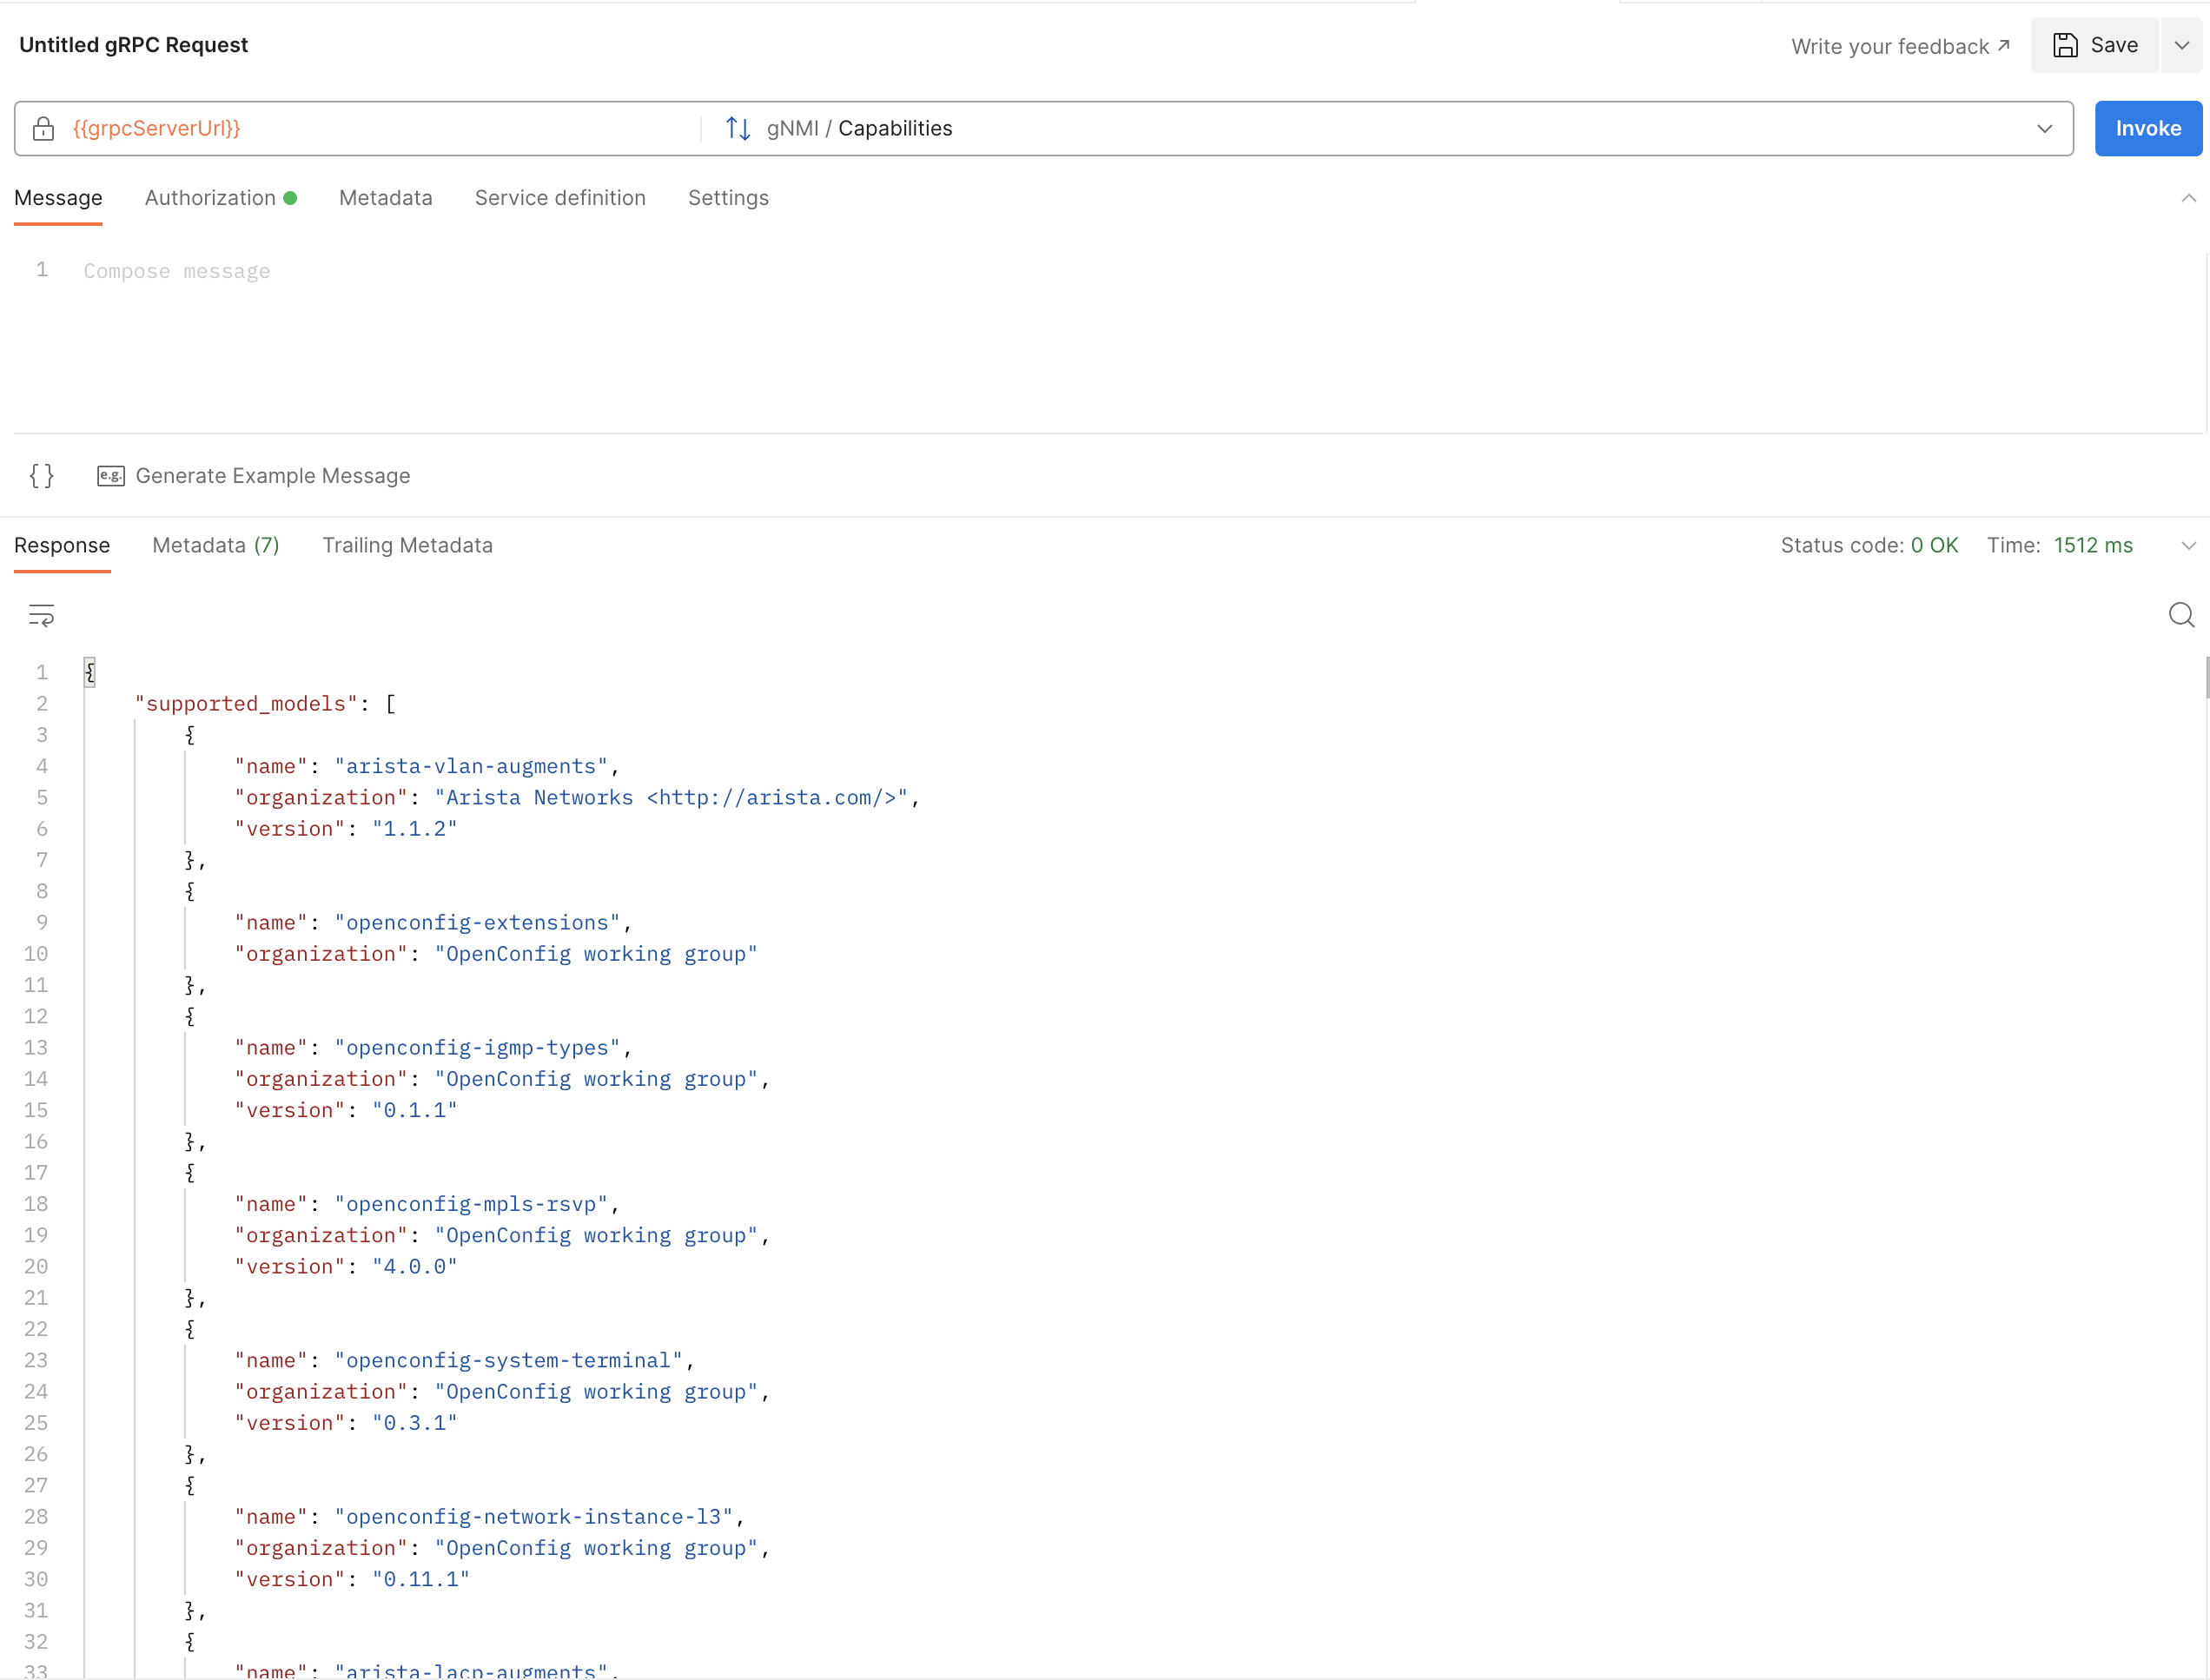 Untitled gRPC Request
Write your feedback ↗
Save
{{grpcServerUrl}}
gNMI / Capabilities
Invoke
Message
Authorization
Metadata
Service definition
Settings
1 Compose message
{} e.g. Generate Example Message
Response
Metadata (7)
Trailing Metadata
Status code: 0 OK
Time: 1512 ms
1 {
2 "supported_models": [
3 {
4 "name": "arista-vlan-augments",
5 "organization": "Arista Networks <http://arista.com/>",
6 "version": "1.1.2"
7 },
8 {
9 "name": "openconfig-extensions",
10 "organization": "OpenConfig working group"
11 },
12 {
13 "name": "openconfig-igmp-types",
14 "organization": "OpenConfig working group",
15 "version": "0.1.1"
16 },
17 {
18 "name": "openconfig-mpls-rsvp",
19 "organization": "OpenConfig working group",
20 "version": "4.0.0"
21 },
22 {
23 "name": "openconfig-system-terminal",
24 "organization": "OpenConfig working group",
25 "version": "0.3.1"
26 },
27 {
28 "name": "openconfig-network-instance-l3",
29 "organization": "OpenConfig working group",
30 "version": "0.11.1"
31 },
32 {
33 "name": "arista-lacp-augments",